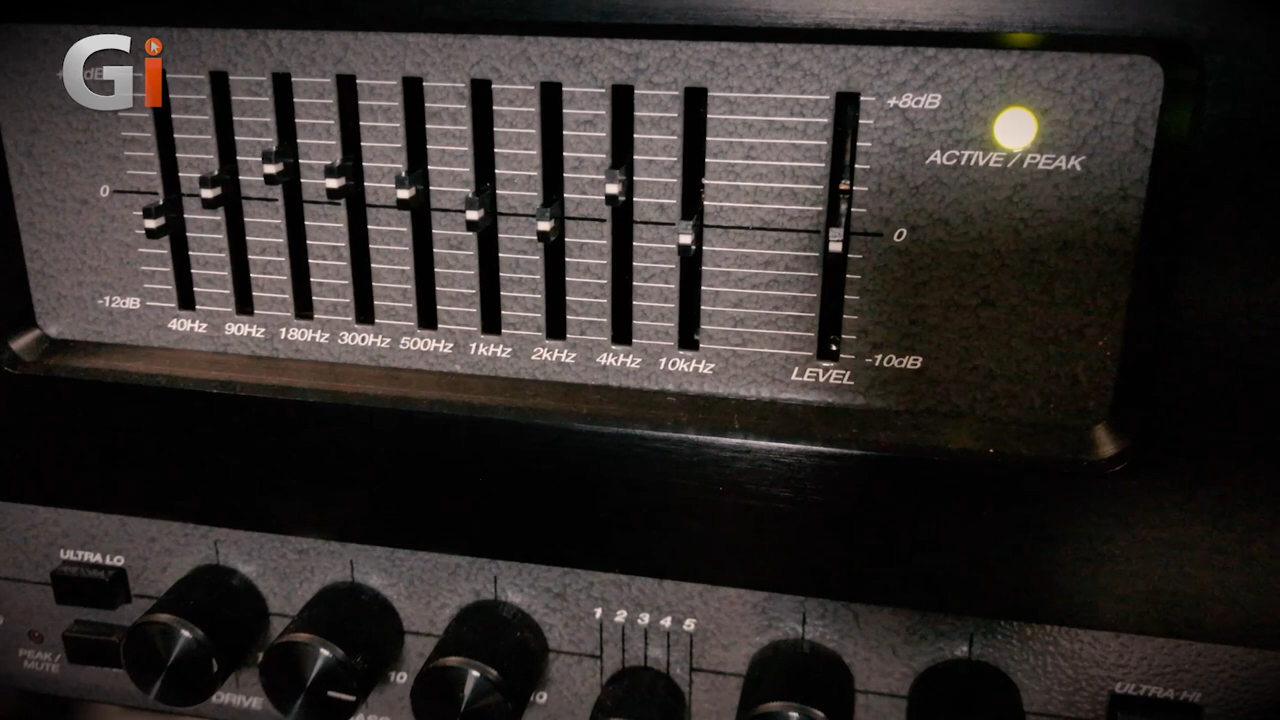 Gi
dB
+8dB
ACTIVE / PEAK
0
0
-12dB
40Hz 90Hz 180Hz 300Hz 500Hz 1kHz 2kHz 4kHz 10kHz
-10dB
LEVEL
ULTRA LO
1 2 3 4 5
PEAK/
MUTE
10
10
DRIVE
ULTRA HI